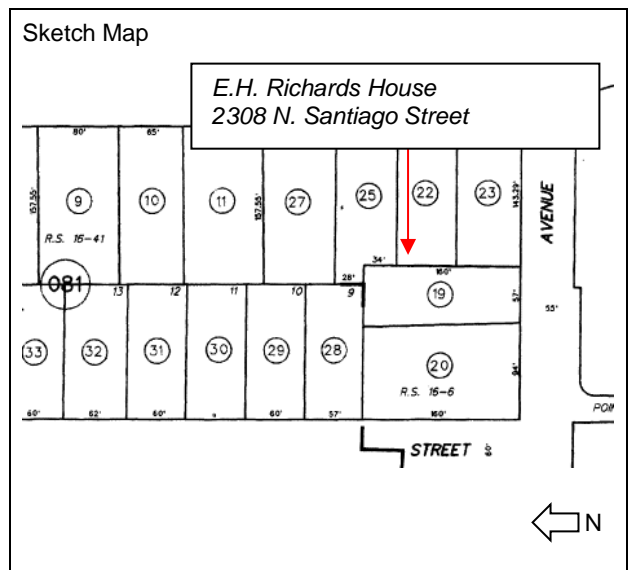 Sketch Map
E.H. Richards House
2308 N. Santiago Street
80' 65'
157.55' 9 10 11 157.55' 27 25 22 23 143.29' AVENUE
R.S. 16-41
34' 160'
28'
081 13 12 11 10 9 19 57' 55'
33 32 31 30 29 28 20 94'
R.S. 16-6
60' 62' 60' 60' 57' 160'
STREET 60'
N